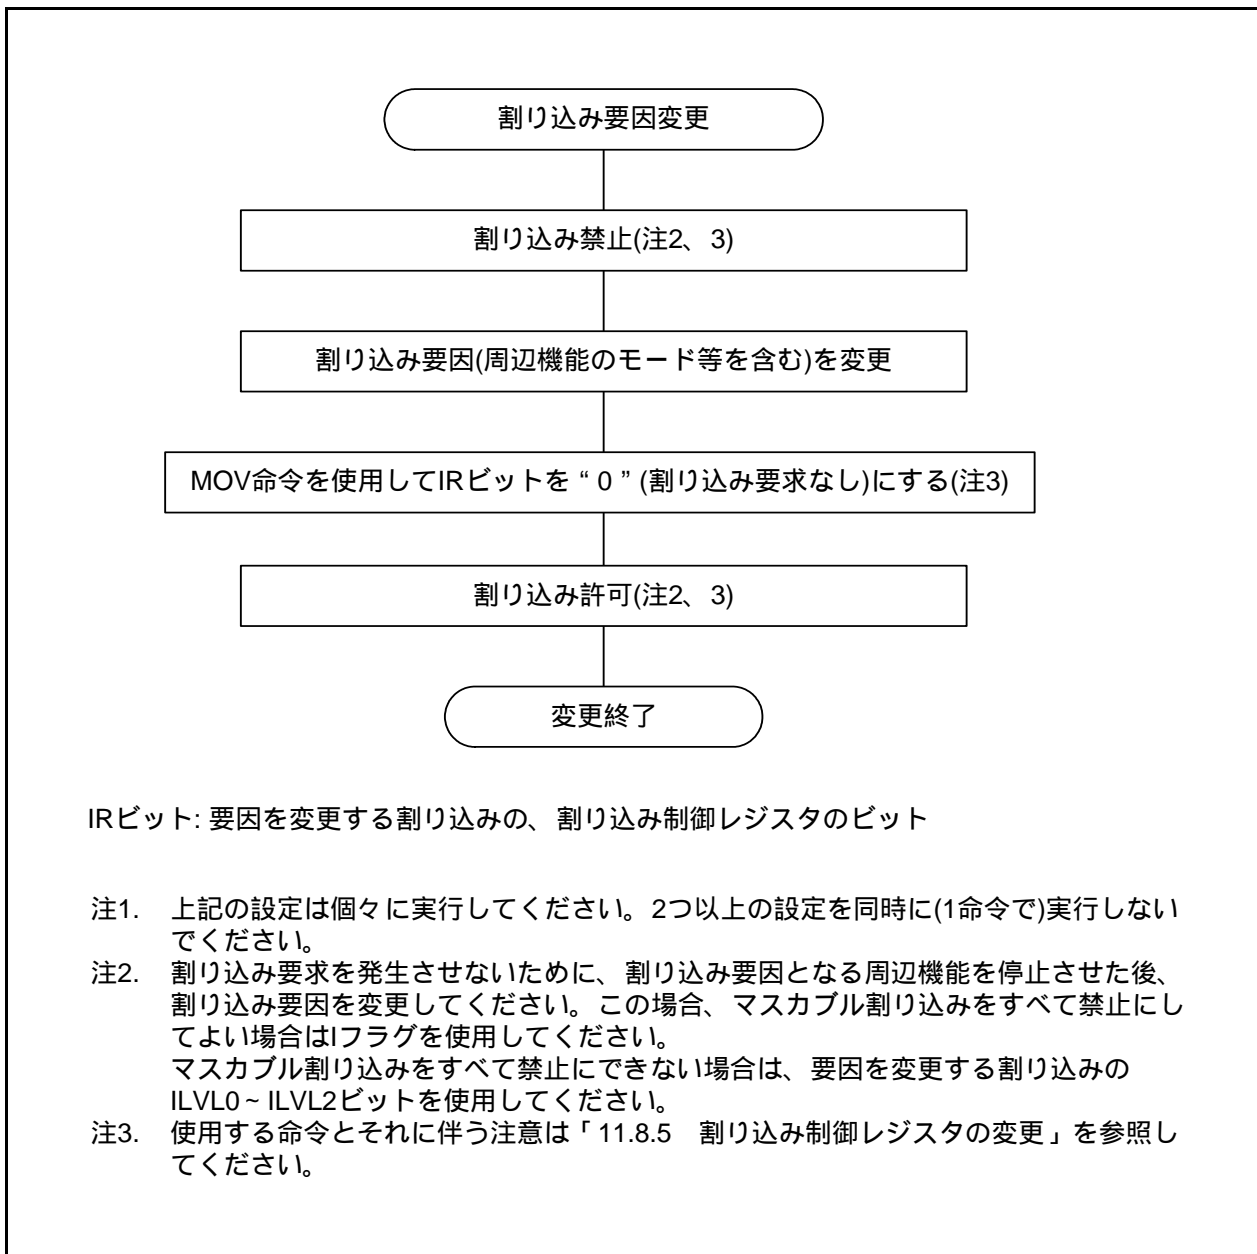 割り込み要因変更
割り込み禁止(注2、3)
割り込み要因(周辺機能のモード等を含む)を変更
MOV命令を使用してIRビットを“0”(割り込み要求なし)にする(注3)
割り込み許可(注2、3)
変更終了
IRビット: 要因を変更する割り込みの、割り込み制御レジスタのビット
注1. 上記の設定は個々に実行してください。2つ以上の設定を同時に(1命令で)実行しない
でください。
注2. 割り込み要求を発生させないために、割り込み要因となる周辺機能を停止させた後、
割り込み要因を変更してください。この場合、マスカブル割り込みをすべて禁止にし
てよい場合はIフラグを使用してください。
マスカブル割り込みをすべて禁止にできない場合は、要因を変更する割り込みの
ILVL0~ILVL2ビットを使用してください。
注3. 使用する命令とそれに伴う注意は「11.8.5 割り込み制御レジスタの変更」を参照し
てください。